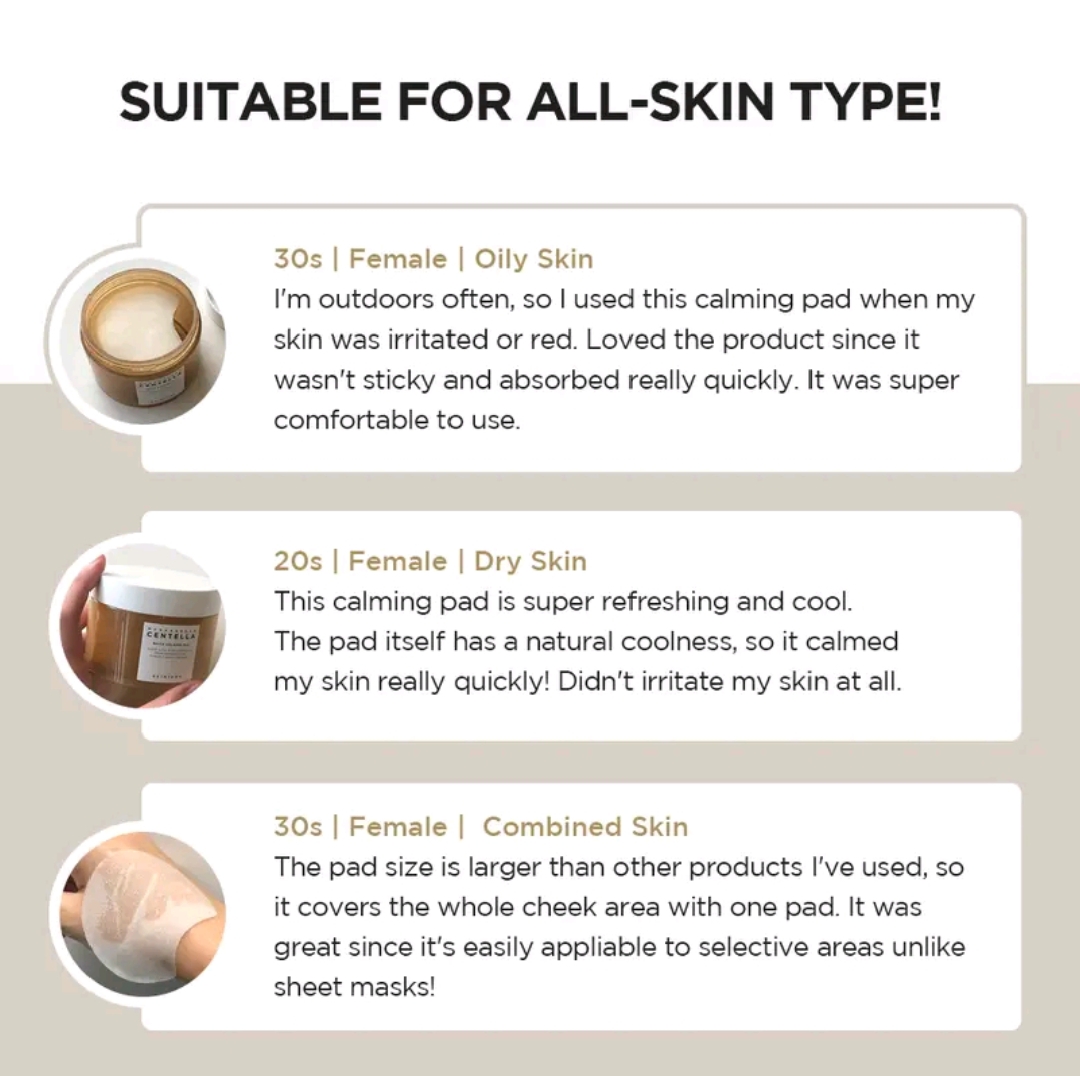 SUITABLE FOR ALL-SKIN TYPE!
30s | Female | Oily Skin
I'm outdoors often, so I used this calming pad when my
skin was irritated or red. Loved the product since it
wasn't sticky and absorbed really quickly. It was super
comfortable to use.
CENTELLA
20s | Female | Dry Skin
This calming pad is super refreshing and cool.
The pad itself has a natural coolness, so it calmed
my skin really quickly! Didn't irritate my skin at all.
CENTELLA
30s | Female | Combined Skin
The pad size is larger than other products I've used, so
it covers the whole cheek area with one pad. It was
great since it's easily appliable to selective areas unlike
sheet masks!